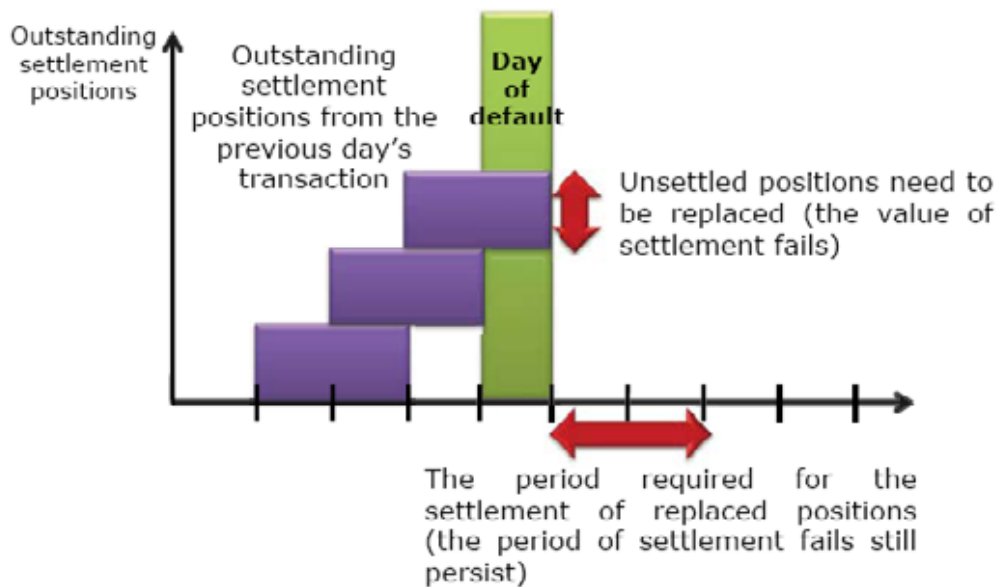 Outstanding
settlement
positions
Outstanding
settlement
positions from the
previous day's
transaction
Day
of
default
Unsettled positions need to
be replaced (the value of
settlement fails)
The period required for the
settlement of replaced positions
(the period of settlement fails still
persist)